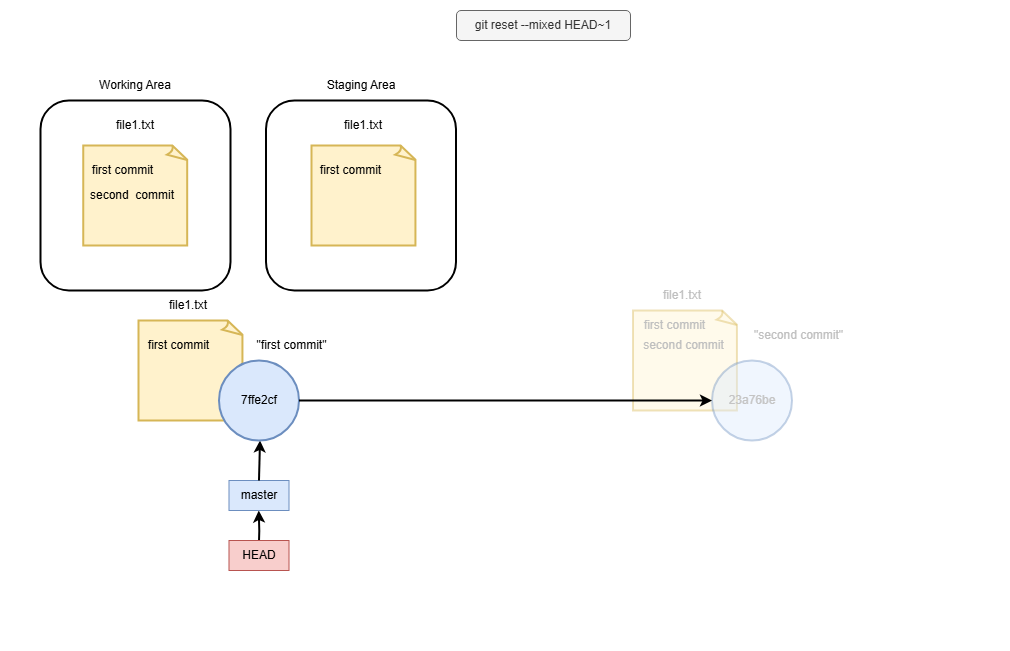 git reset --mixed HEAD~1
Working Area
Staging Area
file1.txt
file1.txt
first commit
second  commit
first commit
file1.txt
first commit
"first commit"
7ffe2cf
file1.txt
first commit
second commit
"second commit"
23a76be
master
HEAD